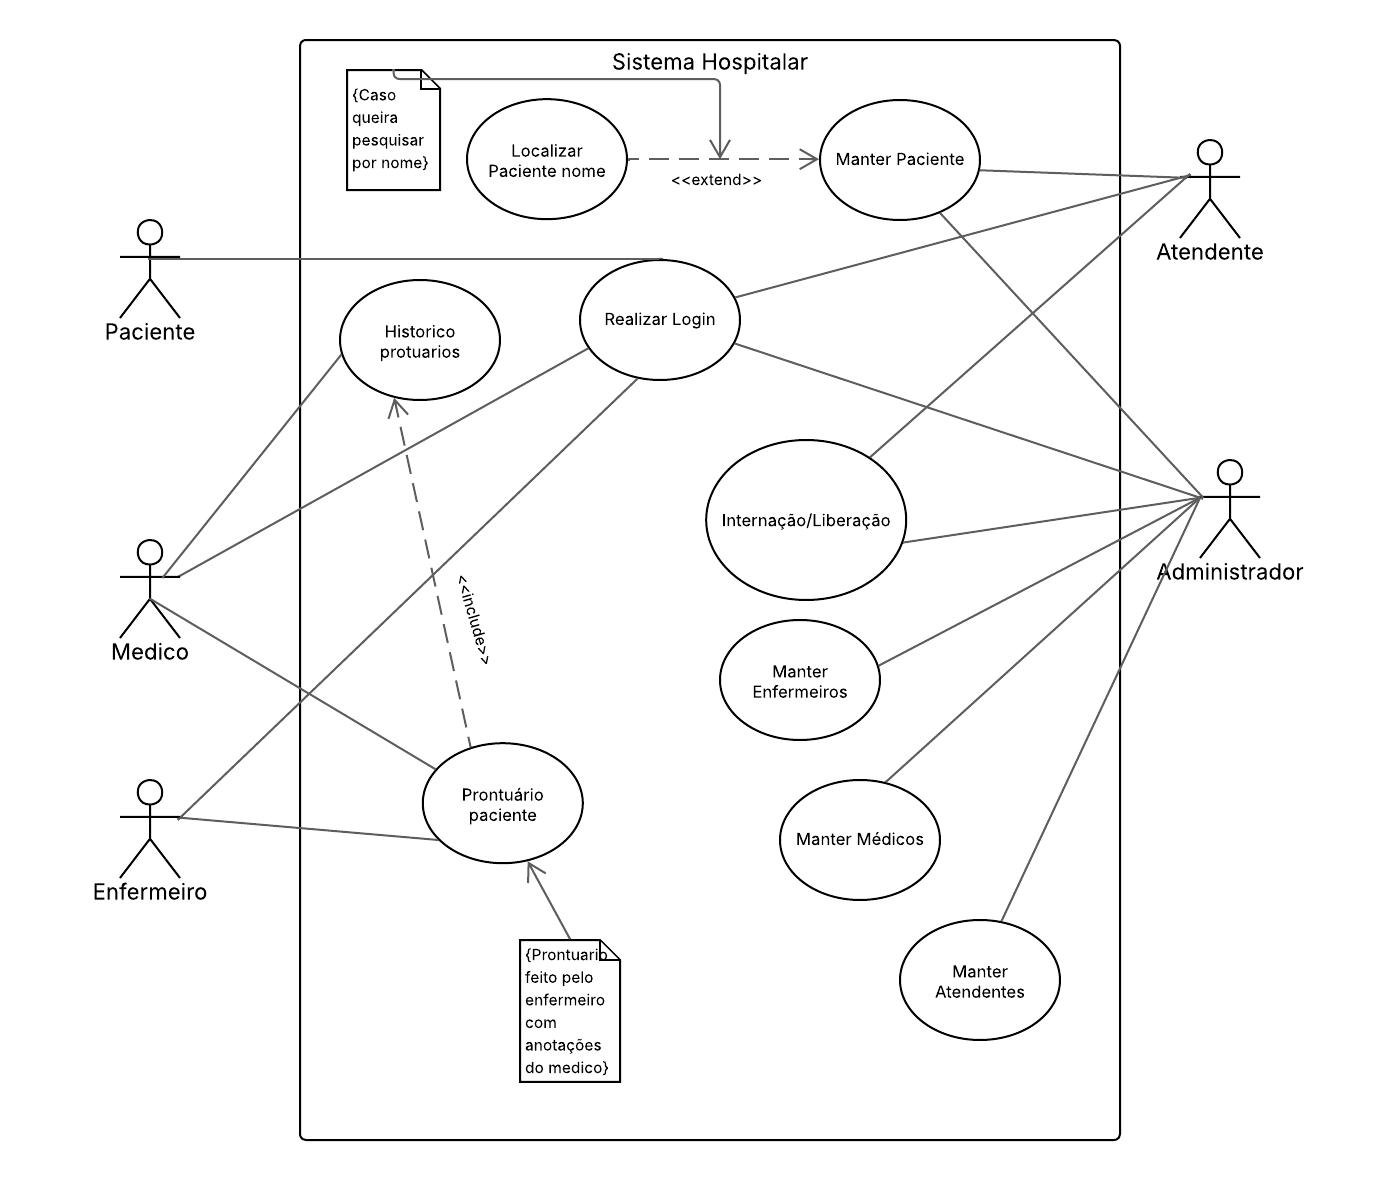 Sistema Hospitalar
{Caso
queira
pesquisar
por nome}
Localizar
Paciente nome
<<extend>>
Manter Paciente
Atendente
Paciente
Historico
protuarios
Realizar Login
Internação/Liberação
Administrador
<<include>>
Medico
Manter
Enfermeiros
Prontuário
paciente
Manter Médicos
Enfermeiro
{Prontuario
feito pelo
enfermeiro
com
anotações
do medico}
Manter
Atendentes